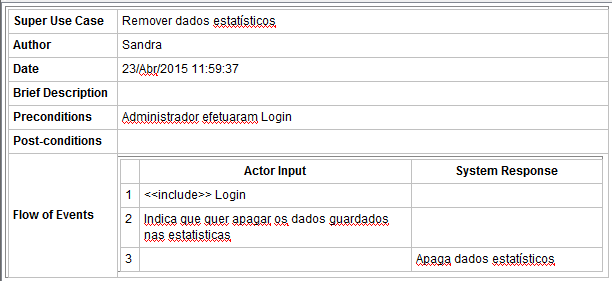 Super Use Case Remover dados estatísticos
Author Sandra
Date 23/Abr/2015 11:59:37
Brief Description
Preconditions Administrador efetuaram Login
Post-conditions
Flow of Events
Actor Input System Response
1 <<include>> Login
2 Indica que quer apagar os dados guardados
nas estatisticas
3 Apaga dados estatísticos